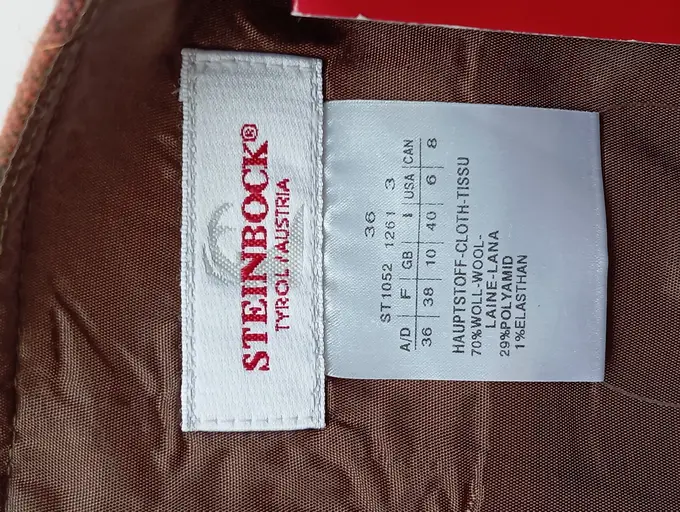 STEINBOCK®
TYROL/AUSTRIA
36
ST1052 1261 3
A/D F GB I USA CAN
36 38 10 40 6 8
HAUPTSTOFF-CLOTH-TISSU
70%WOLL-WOOL-
LAINE-LANA
29%POLYAMID
1%ELASTHAN